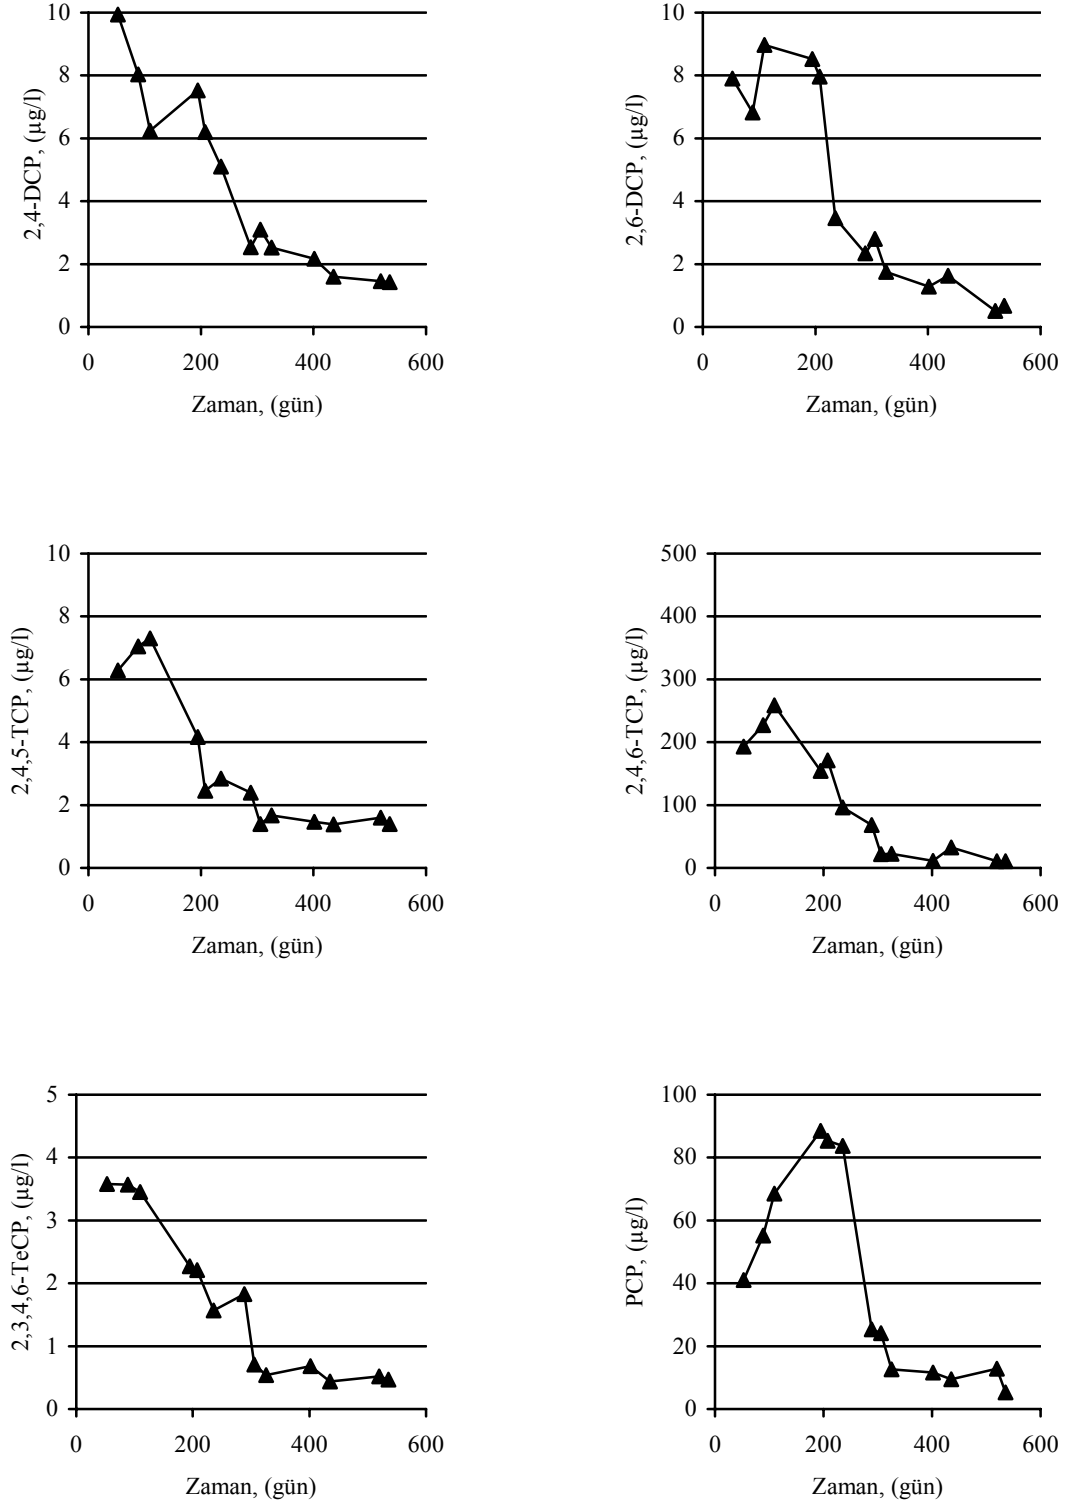 10
8
6
4
2
0
0 200 400 600
2,4-DCP, (µg/l)
Zaman, (gün)
10
8
6
4
2
0
0 200 400 600
2,6-DCP, (µg/l)
Zaman, (gün)
10
8
6
4
2
0
0 200 400 600
2,4,5-TCP, (µg/l)
Zaman, (gün)
500
400
300
200
100
0
0 200 400 600
2,4,6-TCP, (µg/l)
Zaman, (gün)
5
4
3
2
1
0
0 200 400 600
2,3,4,6-TeCP, (µg/l)
Zaman, (gün)
100
80
60
40
20
0
0 200 400 600
PCP, (µg/l)
Zaman, (gün)